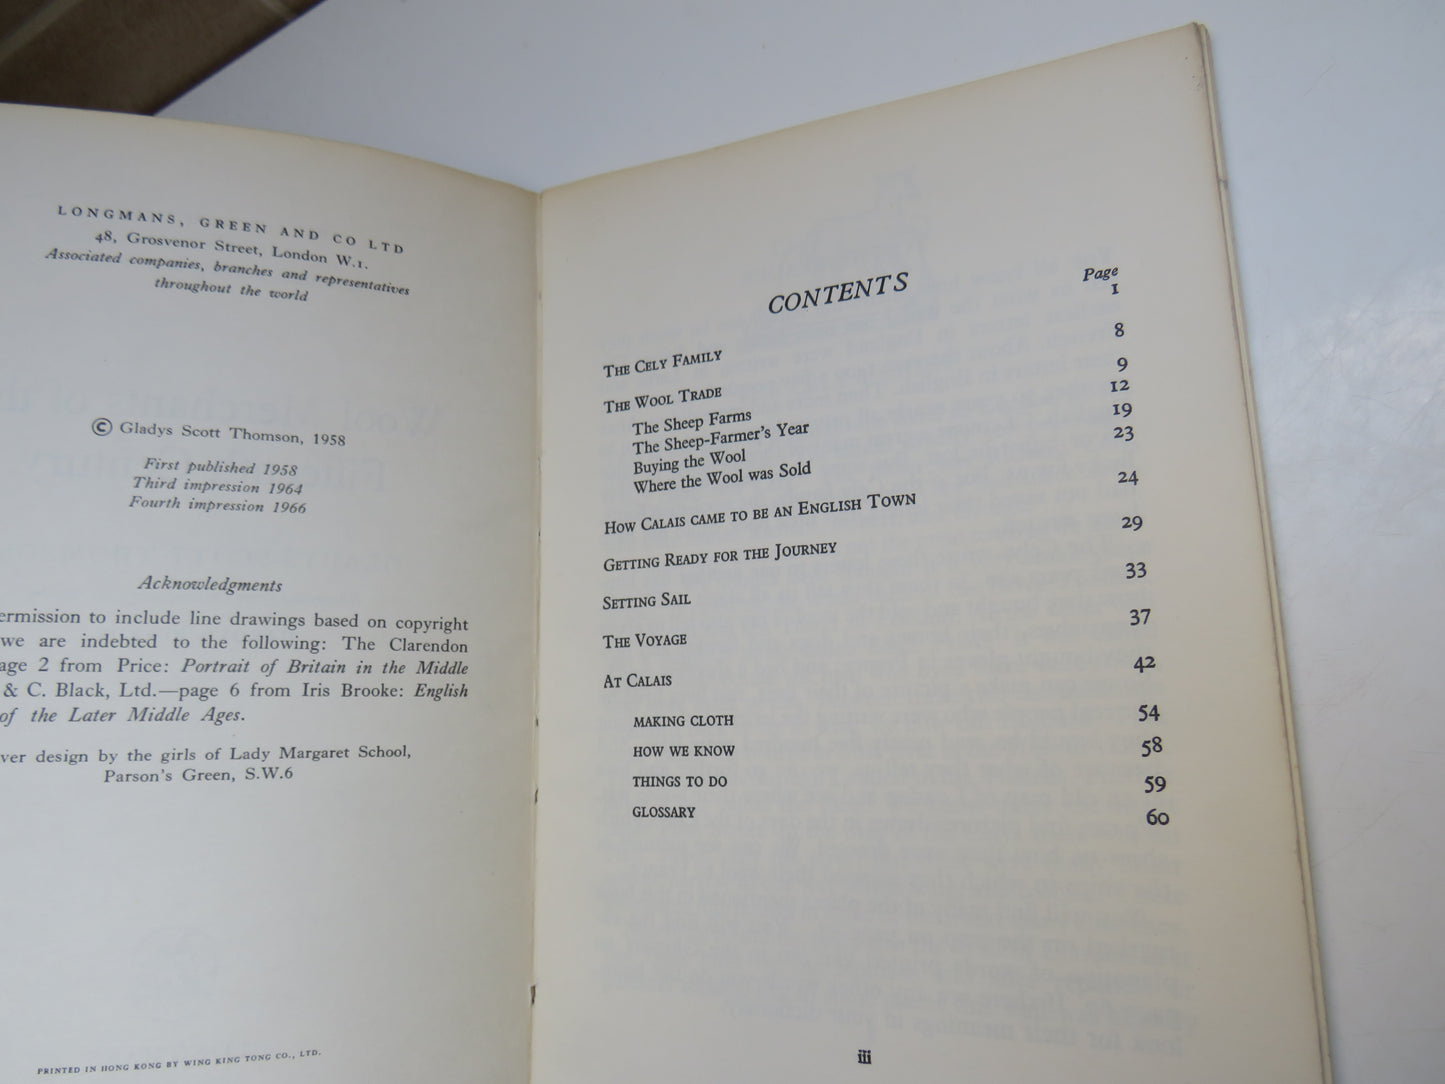 LONGMANS, GREEN AND CO LTD
48, Grosvenor Street, London W.1.
Associated companies, branches and representatives
throughout the world
© Gladys Scott Thomson, 1958
First published 1958
Third impression 1964
Fourth impression 1966
Acknowledgments
ermission to include line drawings based on copyright
we are indebted to the following: The Clarendon
age 2 from Price: Portrait of Britain in the Middle
& C. Black, Ltd.—page 6 from Iris Brooke: English
of the Later Middle Ages.
ver design by the girls of Lady Margaret School,
Parson's Green, S.W.6
PRINTED IN HONG KONG BY WING KING TONG CO., LTD.
CONTENTS
Page
THE CELY FAMILY 1
THE WOOL TRADE 8
The Sheep Farms 9
The Sheep-Farmer's Year 12
Buying the Wool 19
Where the Wool was Sold 23
HOW CALAIS CAME TO BE AN ENGLISH TOWN 24
GETTING READY FOR THE JOURNEY 29
SETTING SAIL 33
THE VOYAGE 37
AT CALAIS 42
MAKING CLOTH 54
HOW WE KNOW 58
THINGS TO DO 59
GLOSSARY 60
iii